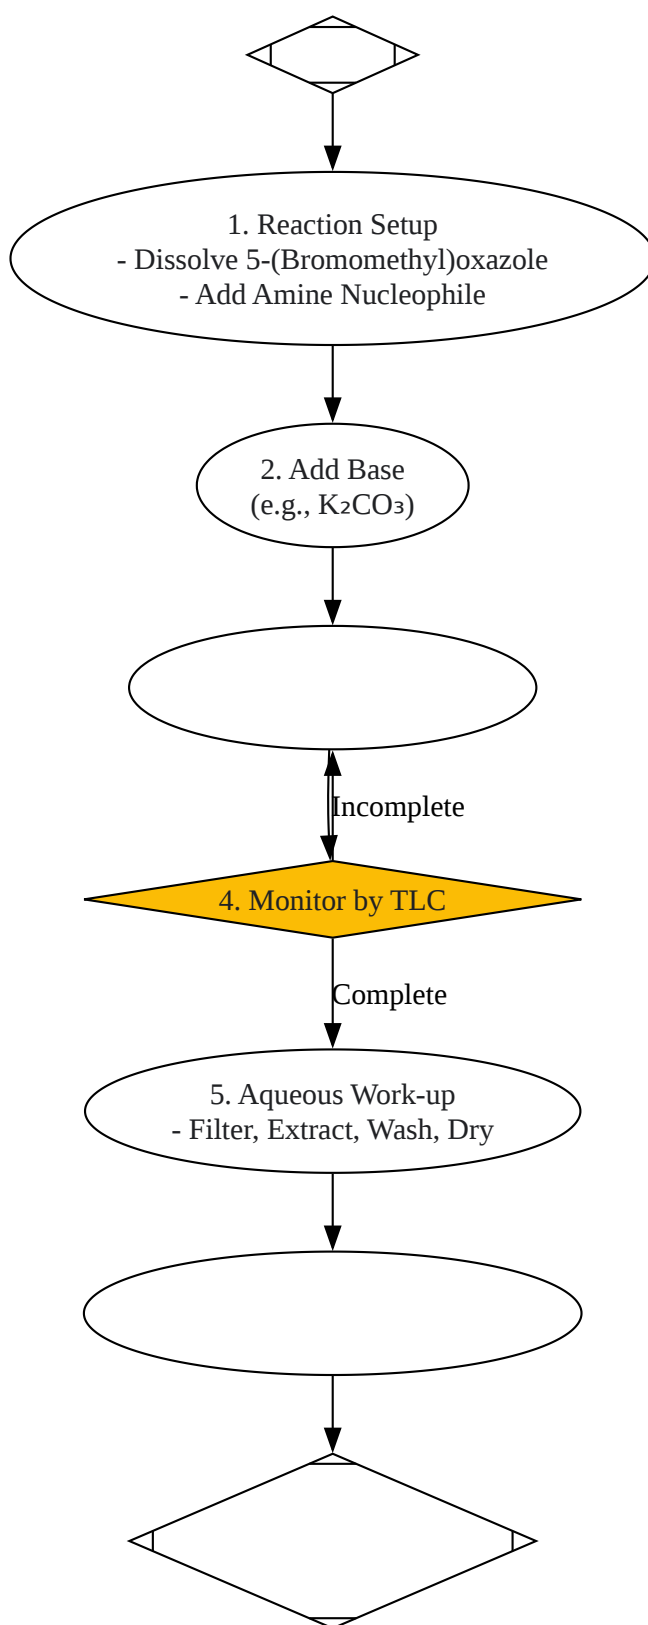 1. Reaction Setup
- Dissolve 5-(Bromomethyl)oxazole
- Add Amine Nucleophile
2. Add Base
(e.g., K₂CO₃)
Incomplete
4. Monitor by TLC
Complete
5. Aqueous Work-up
- Filter, Extract, Wash, Dry